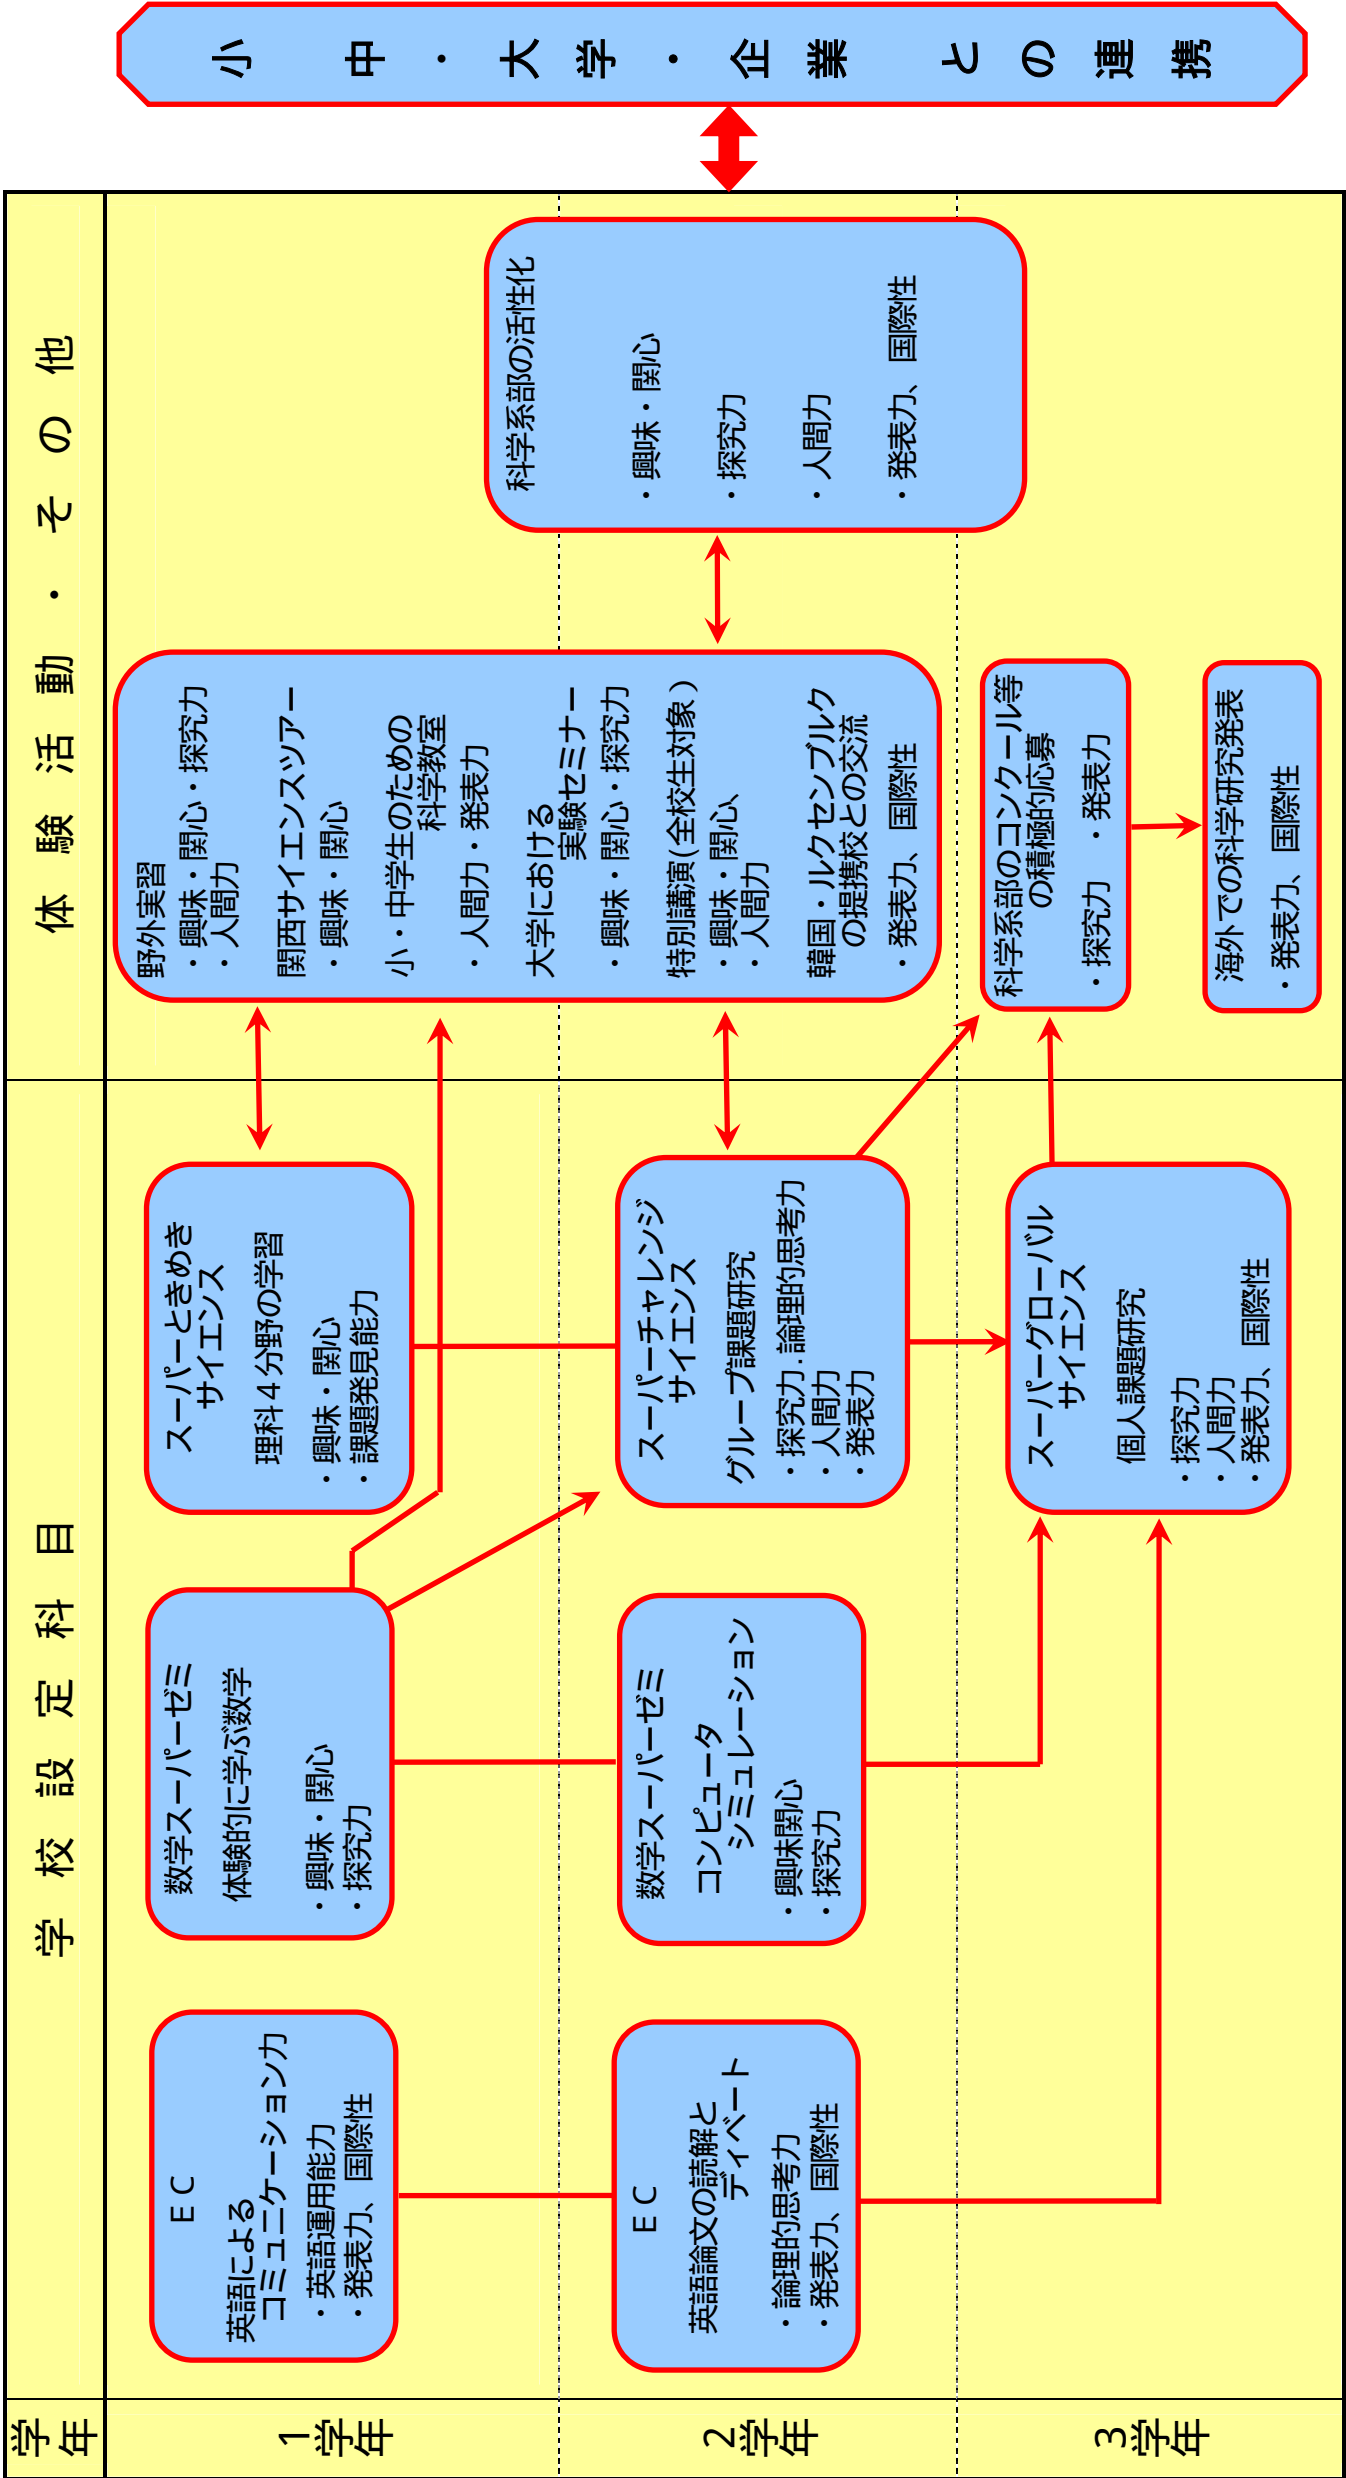 学年
学校設定科目
体験活動・その他
1学年
ＥＣ
英語による
コミュニケーション力
・英語運用能力
・発表力、国際性
数学スーパーゼミ
体験的に学ぶ数学
・興味・関心
・探究力
スーパーときめき
サイエンス
理科４分野の学習
・興味・関心
・課題発見能力
野外実習
・興味・関心・探究力
・人間力
関西サイエンスツアー
・興味・関心
小・中学生のための
科学教室
・人間力・発表力
大学における
実験セミナー
・興味・関心・探究力
特別講演(全校生対象)
・興味・関心、
・人間力
韓国・ルクセンブルク
の提携校との交流
・発表力、国際性
科学系部の活性化
・興味・関心
・探究力
・人間力
・発表力、国際性
2学年
ＥＣ
英語論文の読解と
ディベート
・論理的思考力
・発表力、国際性
数学スーパーゼミ
コンピュータ
シミュレーション
・興味関心
・探究力
スーパーチャレンジ
サイエンス
グループ課題研究
・探究力.論理的思考力
・人間力
・発表力
3学年
スーパーグローバル
サイエンス
個人課題研究
・探究力
・人間力
・発表力、国際性
科学系部のコンクール等
の積極的応募
・探究力　・発表力
海外での科学研究発表
・発表力、国際性
小　中・大学・企業　との連携